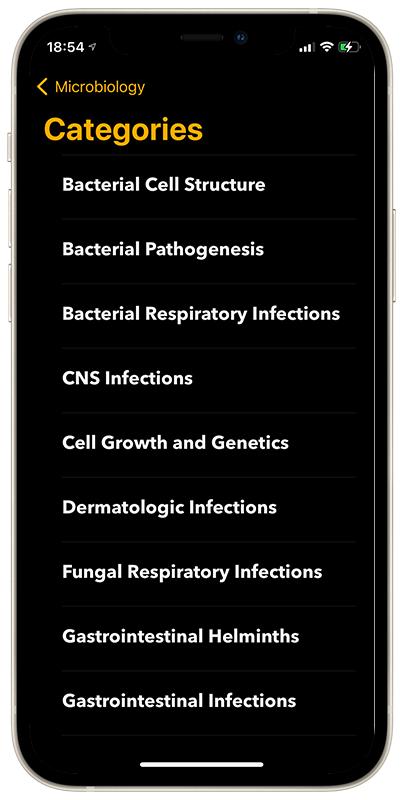 18:54
Microbiology
Categories
Bacterial Cell Structure
Bacterial Pathogenesis
Bacterial Respiratory Infections
CNS Infections
Cell Growth and Genetics
Dermatologic Infections
Fungal Respiratory Infections
Gastrointestinal Helminths
Gastrointestinal Infections